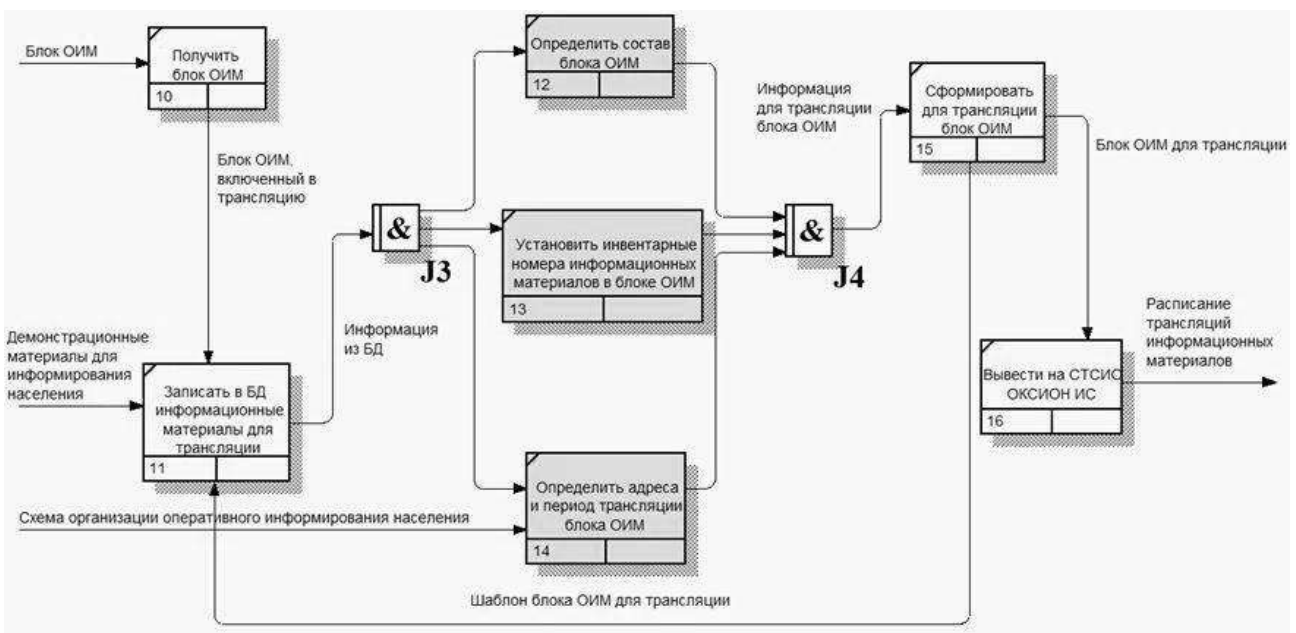 Блок ОИМ
Получить
блок ОИМ
10
Блок ОИМ,
включенный в
трансляцию
Демонстрационные
материалы для
информирования
населения
Записать в БД
информационные
материалы для
трансляции
11
Информация
из БД
&
J3
Определить состав
блока ОИМ
12
Установить инвентарные
номера информационных
материалов в блоке ОИМ
13
Схема организации оперативного информирования населения
Определить адреса
и период трансляции
блока ОИМ
14
&
J4
Информация
для трансляции
блока ОИМ
Сформировать
для трансляции
блок ОИМ
15
Блок ОИМ для трансляции
Вывести на СТСИО
ОКСИОН ИС
16
Расписание
трансляций
информационных
материалов
Шаблон блока ОИМ для трансляции